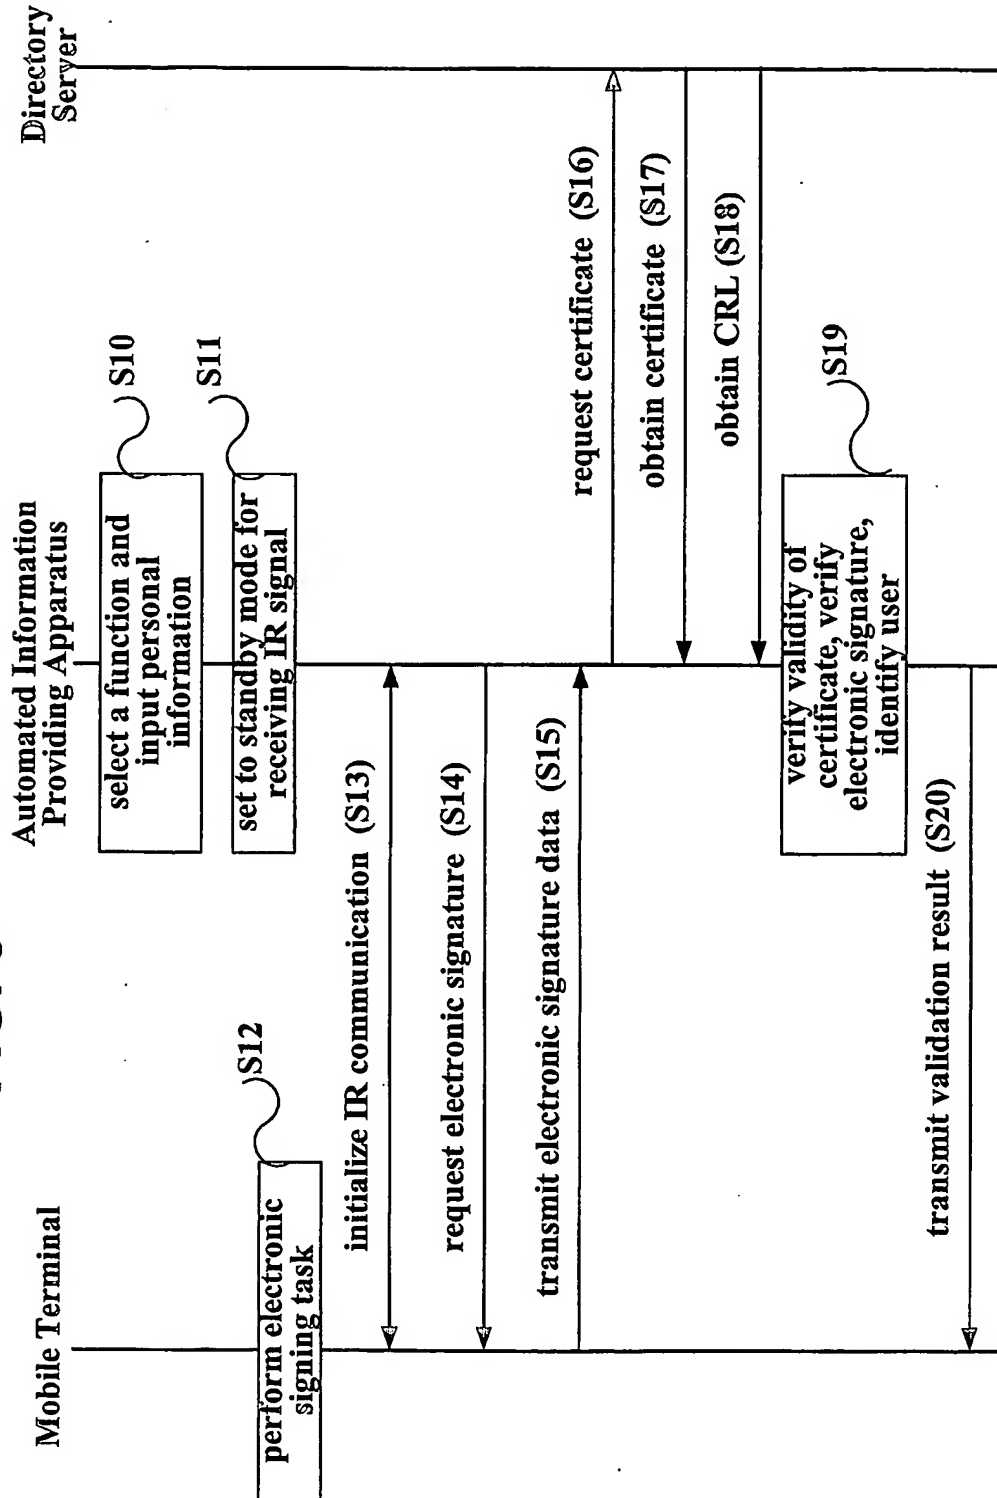 Mobile Terminal
Automated Information
Providing Apparatus
Directory
Server
select a function and
input personal
information
S10
set to standby mode for
receiving IR signal
S11
perform electronic
signing task
S12
initialize IR communication (S13)
request electronic signature (S14)
transmit electronic signature data (S15)
request certificate (S16)
obtain certificate (S17)
obtain CRL (S18)
verify validity of
certificate, verify
electronic signature,
identify user
S19
transmit validation result (S20)